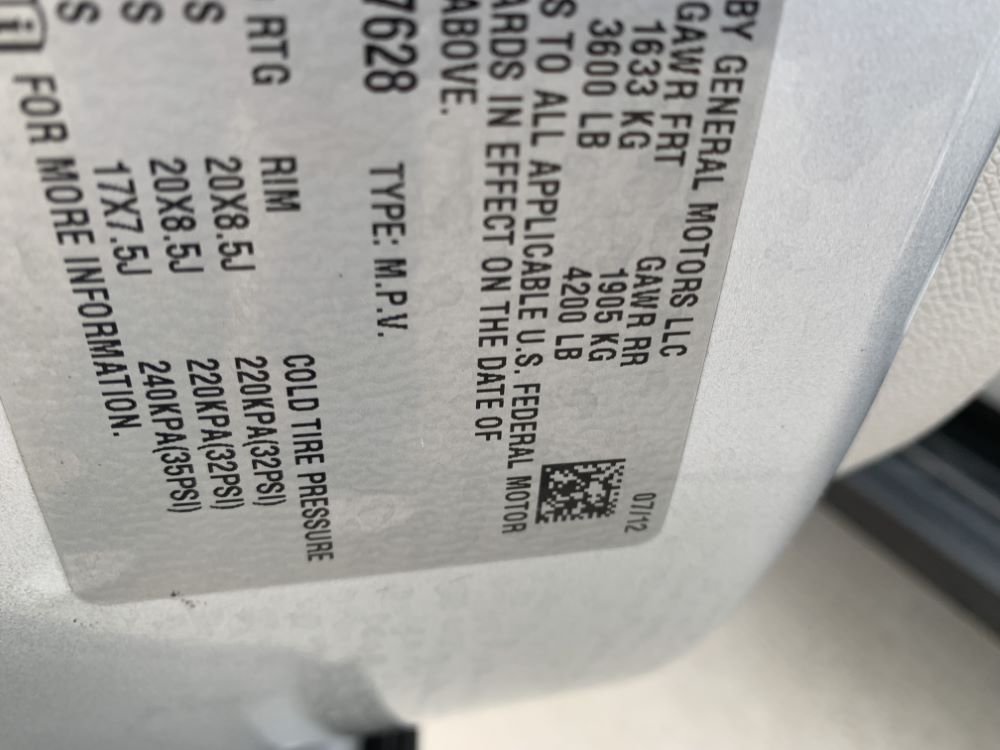 BY GENERAL MOTORS LLC 07/12
GAWR FRT GAWR RR
1633 KG 1905 KG
3600 LB 4200 LB
S TO ALL APPLICABLE U.S. FEDERAL MOTOR
ARDS IN EFFECT ON THE DATE OF
ABOVE.
7628 TYPE: M.P.V.
RTG RIM COLD TIRE PRESSURE
S 20X8.5J 220KPA(32PSI)
S 20X8.5J 220KPA(32PSI)
S 17X7.5J 240KPA(35PSI)
i FOR MORE INFORMATION.